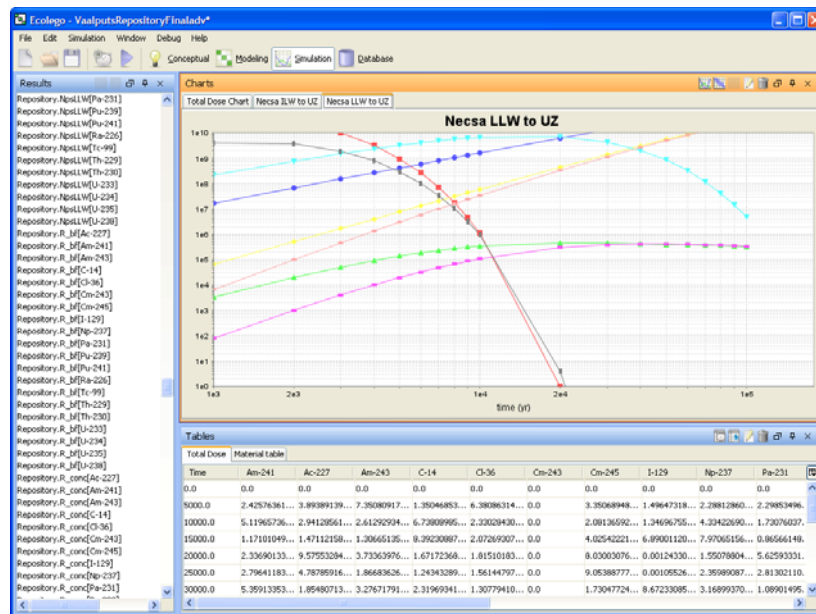 Ecolego - VaalputsRepositoryFinaladv*
File Edit Simulation Window Debug Help
Conceptual Modeling Simulation Database
Results
Repository.NpsLLW[Pa-231]
Repository.NpsLLW[Pu-239]
Repository.NpsLLW[Pu-241]
Repository.NpsLLW[Ra-226]
Repository.NpsLLW[Tc-99]
Repository.NpsLLW[Th-229]
Repository.NpsLLW[Th-230]
Repository.NpsLLW[U-233]
Repository.NpsLLW[U-234]
Repository.NpsLLW[U-235]
Repository.NpsLLW[U-238]
Repository.R_bf[Ac-227]
Repository.R_bf[Am-241]
Repository.R_bf[Am-243]
Repository.R_bf[C-14]
Repository.R_bf[Cl-36]
Repository.R_bf[Cm-243]
Repository.R_bf[Cm-245]
Repository.R_bf[I-129]
Repository.R_bf[Np-237]
Repository.R_bf[Pa-231]
Repository.R_bf[Pu-239]
Repository.R_bf[Pu-241]
Repository.R_bf[Ra-226]
Repository.R_bf[Tc-99]
Repository.R_bf[Th-229]
Repository.R_bf[Th-230]
Repository.R_bf[U-233]
Repository.R_bf[U-234]
Repository.R_bf[U-235]
Repository.R_bf[U-238]
Repository.R_conc[Ac-227]
Repository.R_conc[Am-241]
Repository.R_conc[Am-243]
Repository.R_conc[C-14]
Repository.R_conc[Cl-36]
Repository.R_conc[Cm-243]
Repository.R_conc[Cm-245]
Repository.R_conc[I-129]
Repository.R_conc[Np-237]
Repository.R_conc[Pa-231]
Charts
Total Dose Chart Necsa ILW to UZ Necsa LLW to UZ
Necsa LLW to UZ
1e10
1e9
1e8
1e7
1e6
1e5
1e4
1e3
1e2
1e1
1e0
1e3 2e3 1e4 2e4 1e5
time (yr)
Tables
Total Dose Material table
Time Am-241 Ac-227 Am-243 C-14 Cl-36 Cm-243 Cm-245 I-129 Np-237 Pa-231
0.0 0.0 0.0 0.0 0.0 0.0 0.0 0.0 0.0 0.0 0.0
5000.0 2.42576361... 3.89389139... 7.35080917... 1.35046853... 6.38086314... 0.0 3.35068948... 1.49647318... 2.28812860... 2.29853496...
10000.0 5.11965736... 2.94128561... 2.61292934... 6.73808985... 2.33028430... 0.0 2.08136592... 1.34696755... 4.33422690... 1.73076037...
15000.0 1.17101049... 1.47112158... 1.30665135... 8.39230887... 2.07269307... 0.0 4.02542221... 6.89001120... 7.97065156... 0.86566148...
20000.0 2.33690133... 9.57553284... 3.73363976... 1.67172368... 1.81510183... 0.0 8.03003076... 0.00124330... 1.55078804... 5.62593331...
25000.0 2.79641183... 4.78785916... 1.86683626... 1.24343289... 1.56144797... 0.0 9.05388777... 0.00105526... 2.35989087... 2.81302110...
30000.0 5.35913353... 1.85480713... 3.27671791... 2.31969341... 1.30779410... 0.0 1.73047724... 8.67233085... 3.16899370... 1.08901495...